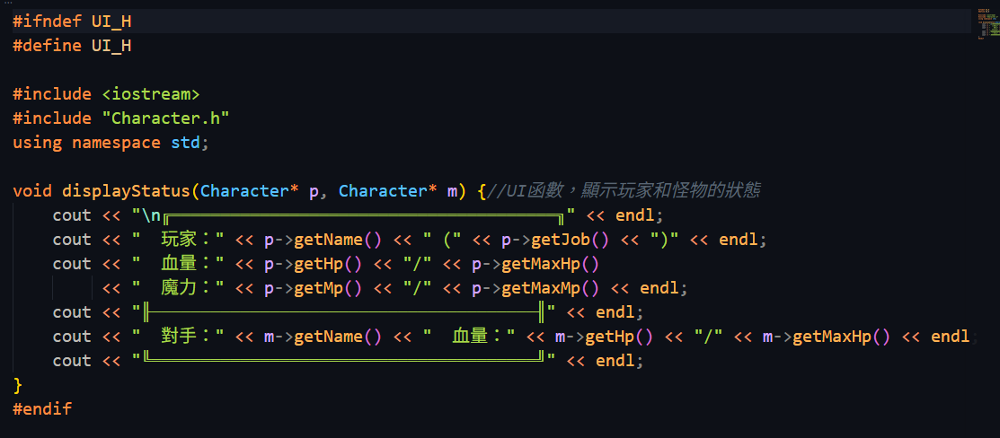 #ifndef UI_H
#define UI_H

#include <iostream>
#include "Character.h"
using namespace std;

void displayStatus(Character* p, Character* m) {//UI函數，顯示玩家和怪物的狀態
    cout << "\n╔════════════════════════════════════════╗" << endl;
    cout << "  玩家：" << p->getName() << " (" << p->getJob() << ")" << endl;
    cout << "  血量：" << p->getHp() << "/" << p->getMaxHp()
         << "  魔力：" << p->getMp() << "/" << p->getMaxMp() << endl;
    cout << "╟────────────────────────────────────────╢" << endl;
    cout << "  對手：" << m->getName() << "  血量：" << m->getHp() << "/" << m->getMaxHp() << endl;
    cout << "╚════════════════════════════════════════╝" << endl;
}
#endif